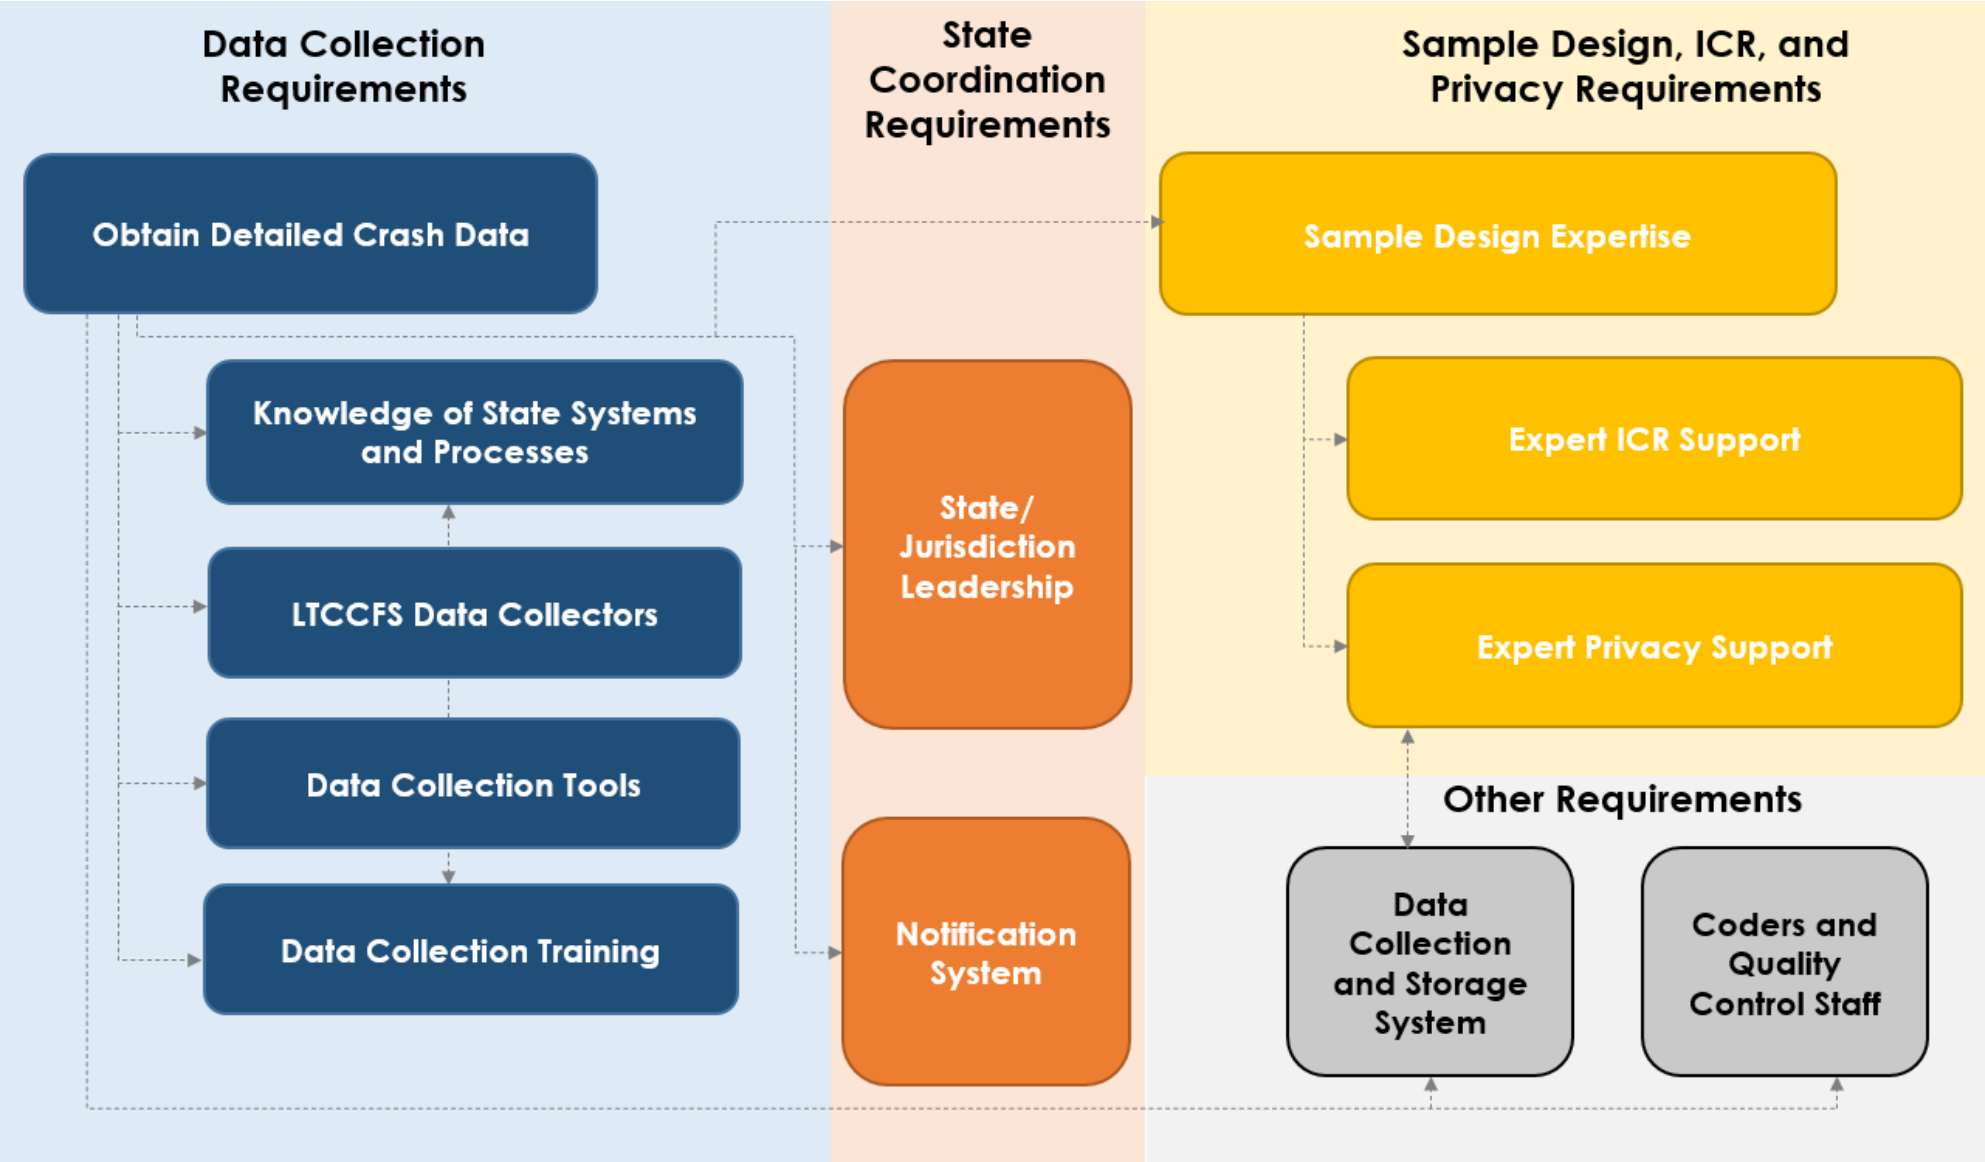 Data Collection
Requirements
Obtain Detailed Crash Data
Knowledge of State Systems
and Processes
LTCCFS Data Collectors
Data Collection Tools
Data Collection Training
State
Coordination
Requirements
State/
Jurisdiction
Leadership
Notification
System
Sample Design, ICR, and
Privacy Requirements
Sample Design Expertise
Expert ICR Support
Expert Privacy Support
Other Requirements
Data
Collection
and Storage
System
Coders and
Quality
Control Staff